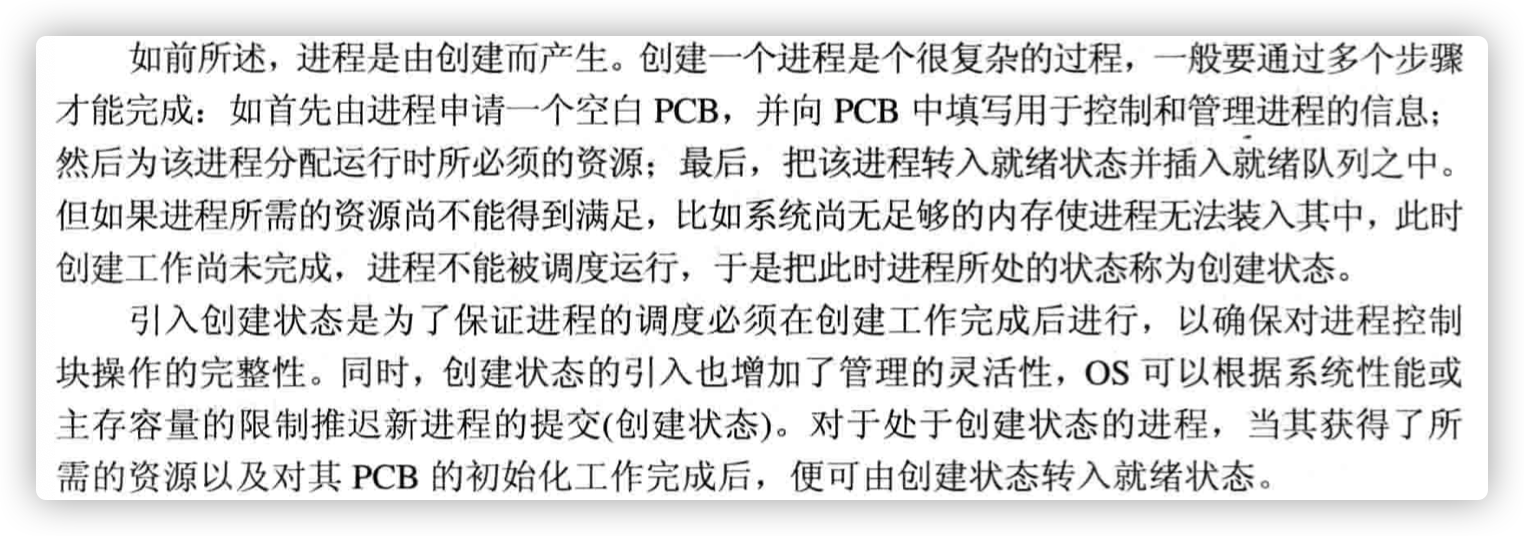 如前所述，进程是由创建而产生。创建一个进程是个很复杂的过程，一般要通过多个步骤
才能完成：如首先由进程申请一个空白 PCB，并向 PCB 中填写用于控制和管理进程的信息；
然后为该进程分配运行时所必须的资源；最后，把该进程转入就绪状态并插入就绪队列之中。
但如果进程所需的资源尚不能得到满足，比如系统尚无足够的内存使进程无法装入其中，此时
创建工作尚未完成，进程不能被调度运行，于是把此时进程所处的状态称为创建状态。
引入创建状态是为了保证进程的调度必须在创建工作完成后进行，以确保对进程控制
块操作的完整性。同时，创建状态的引入也增加了管理的灵活性，OS 可以根据系统性能或
主存容量的限制推迟新进程的提交(创建状态)。对于处于创建状态的进程，当其获得了所
需的资源以及对其 PCB 的初始化工作完成后，便可由创建状态转入就绪状态。